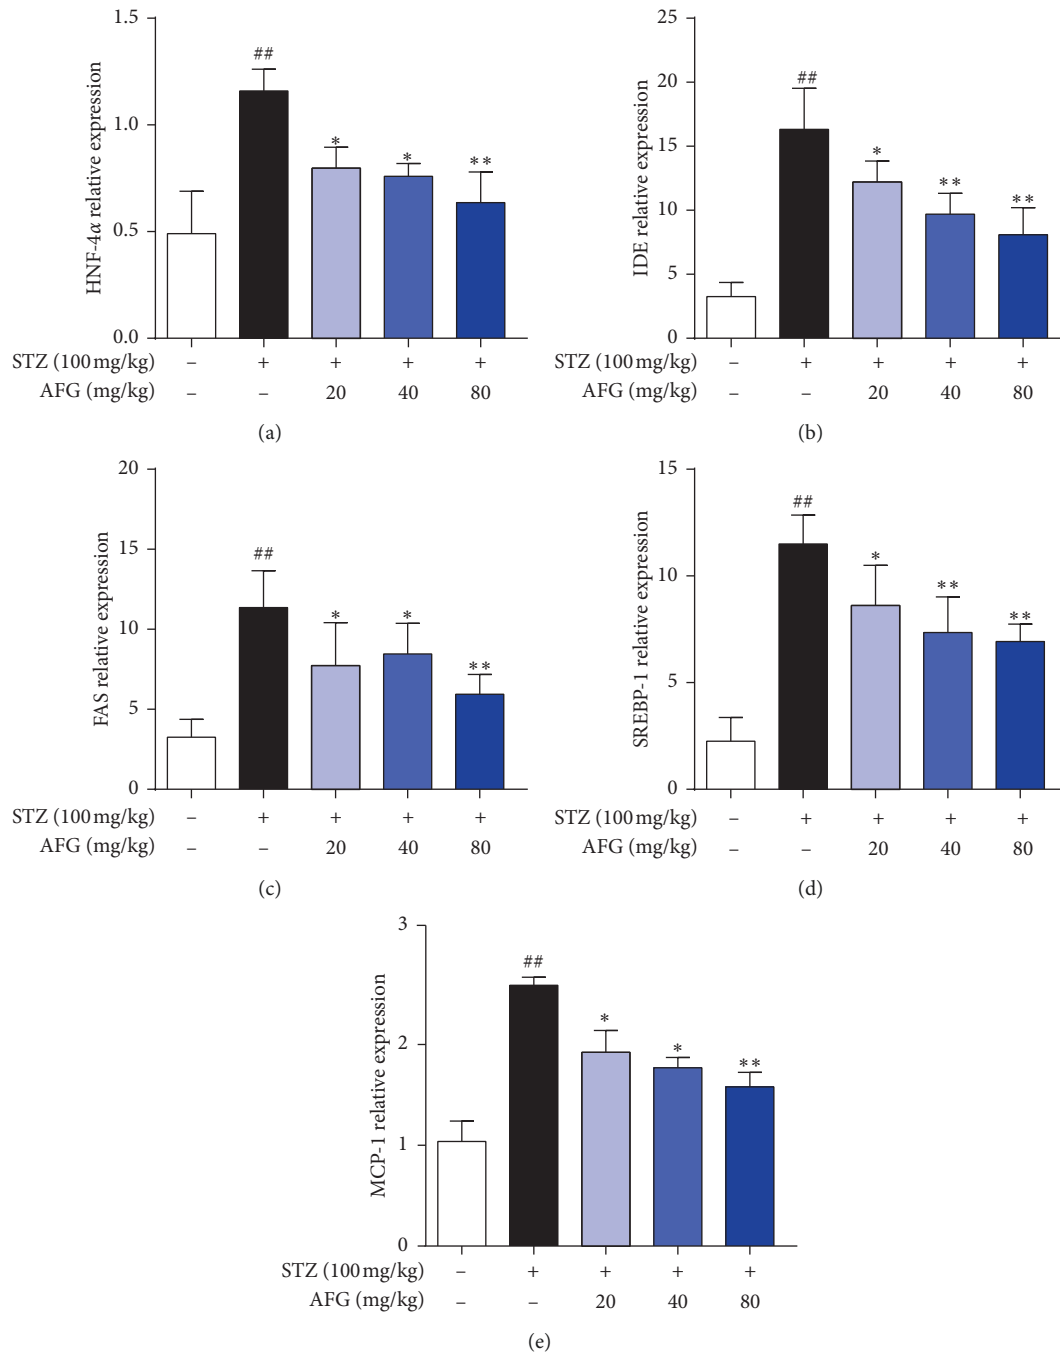 HNF-4α relative expression
1.5
1.0
0.5
0.0
##
*
*
**
STZ (100 mg/kg) – + + + +
AFG (mg/kg) – – 20 40 80
(a)
IDE relative expression
25
20
15
10
5
0
##
*
**
**
STZ (100 mg/kg) – + + + +
AFG (mg/kg) – – 20 40 80
(b)
FAS relative expression
20
15
10
5
0
##
*
*
**
STZ (100 mg/kg) – + + + +
AFG (mg/kg) – – 20 40 80
(c)
SREBP-1 relative expression
15
10
5
0
##
*
**
**
STZ (100 mg/kg) – + + + +
AFG (mg/kg) – – 20 40 80
(d)
MCP-1 relative expression
3
2
1
0
##
*
*
**
STZ (100 mg/kg) – + + + +
AFG (mg/kg) – – 20 40 80
(e)